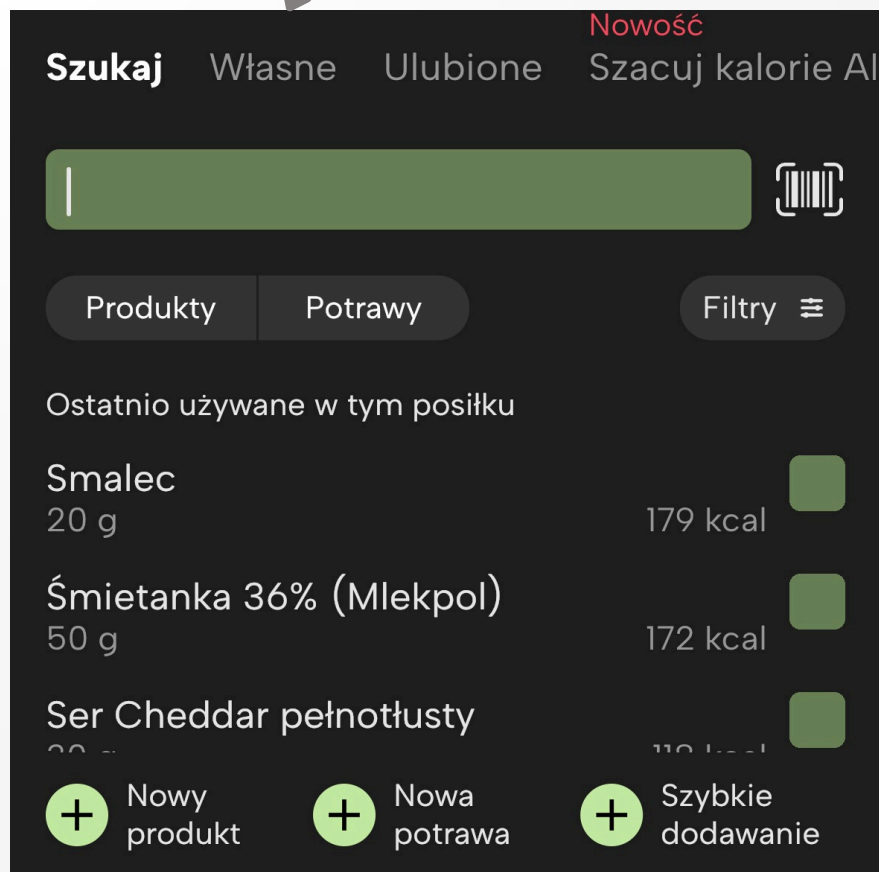 Nowość
Szukaj Własne Ulubione Szacuj kalorie AI
Produkty Potrawy Filtry
Ostatnio używane w tym posiłku
Smalec
20 g 179 kcal
Śmietanka 36% (Mlekpol)
50 g 172 kcal
Ser Cheddar pełnotłusty
Nowy Nowa Szybkie
produkt potrawa dodawanie